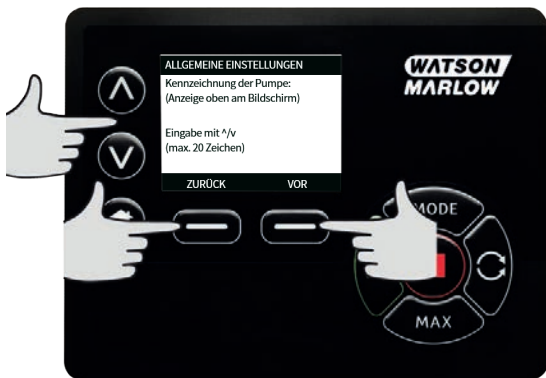 ALLGEMEINE EINSTELLUNGEN
Kennzeichnung der Pumpe:
(Anzeige oben am Bildschirm)
Eingabe mit ^/v
(max. 20 Zeichen)
ZURÜCK VOR
WATSON
MARLOW
MODE
MAX